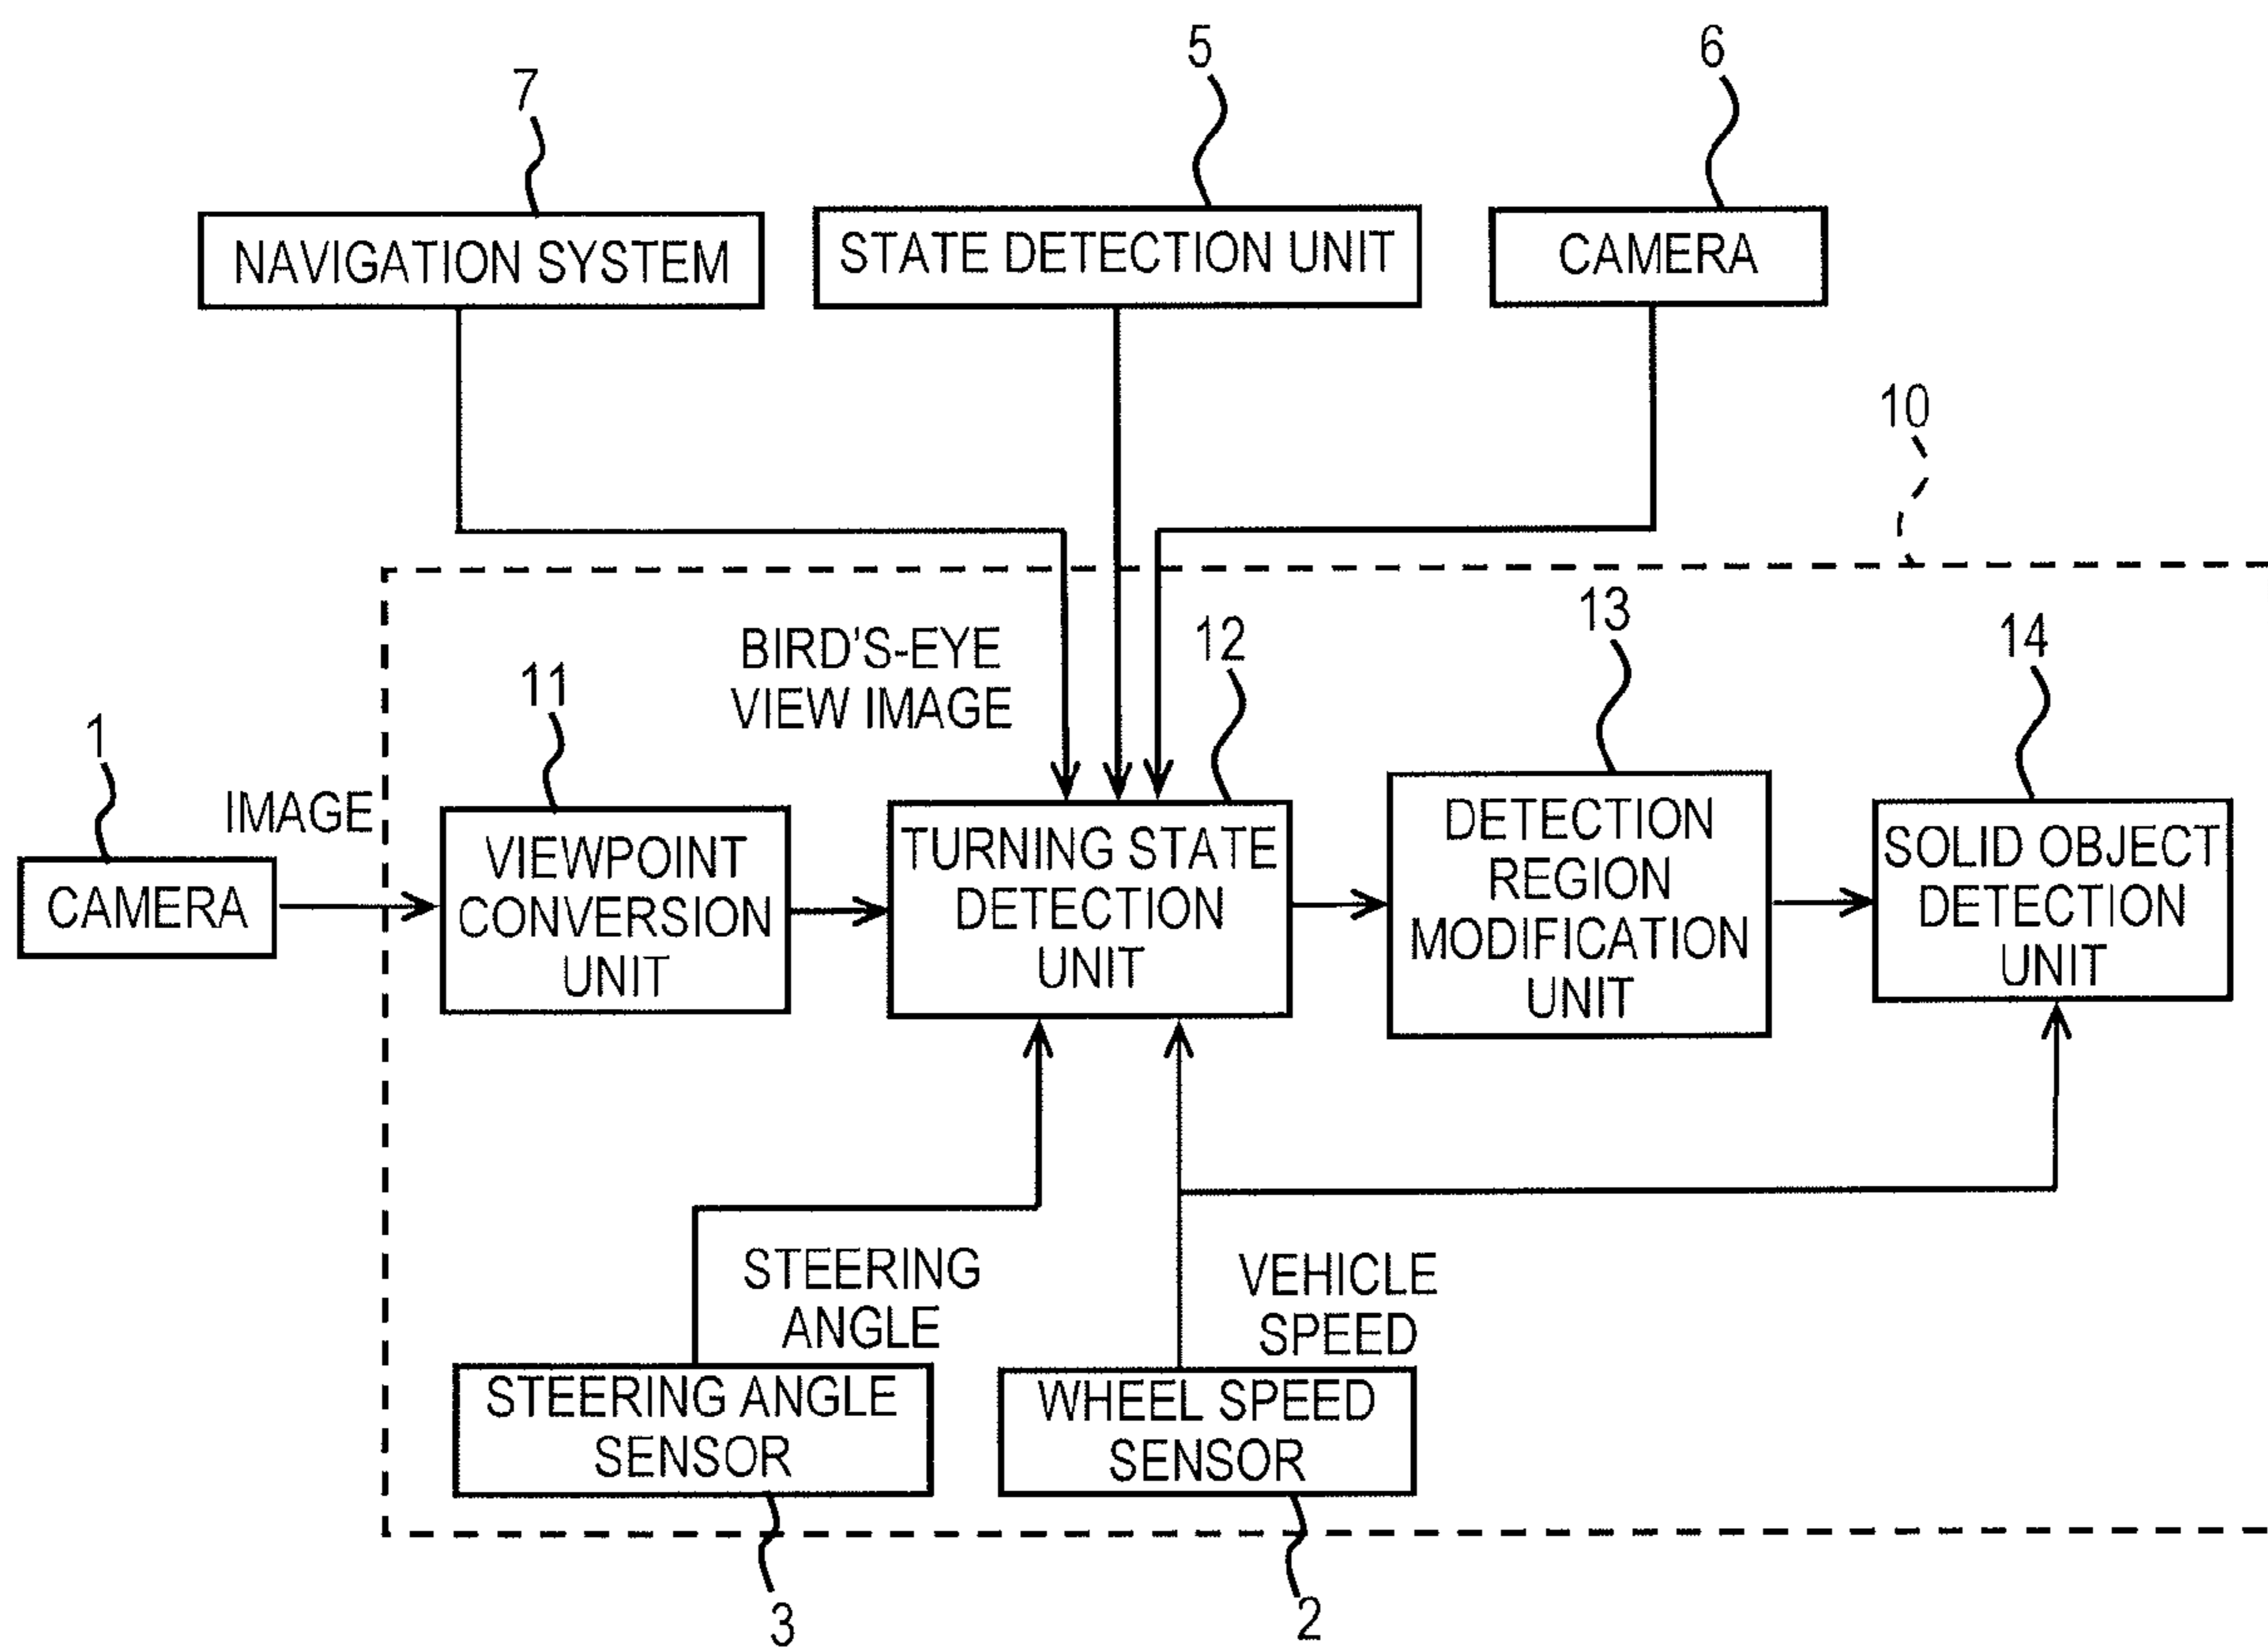 7
5
6
NAVIGATION SYSTEM
STATE DETECTION UNIT
CAMERA
10
1
IMAGE
CAMERA
11
VIEWPOINT
CONVERSION
UNIT
BIRD'S-EYE
VIEW IMAGE
12
TURNING STATE
DETECTION
UNIT
13
DETECTION
REGION
MODIFICATION
UNIT
14
SOLID OBJECT
DETECTION
UNIT
STEERING
ANGLE
VEHICLE
SPEED
STEERING ANGLE
SENSOR
WHEEL SPEED
SENSOR
3
2